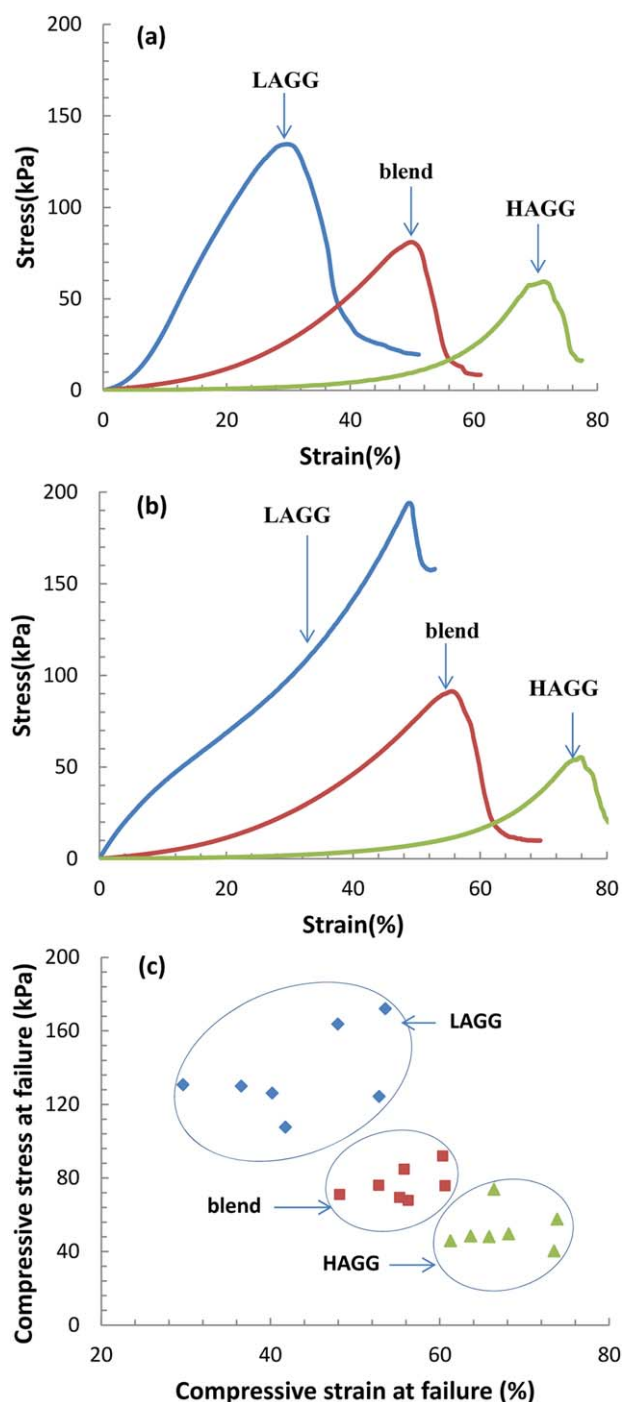 (a)
LAGG
blend
HAGG
Stress(kPa)
200
150
100
50
0
0 20 40 60 80
Strain(%)
(b)
LAGG
blend
HAGG
Stress(kPa)
200
150
100
50
0
0 20 40 60 80
Strain(%)
(c)
LAGG
blend
HAGG
Compressive stress at failure (kPa)
200
160
120
80
40
0
20 40 60 80
Compressive strain at failure (%)